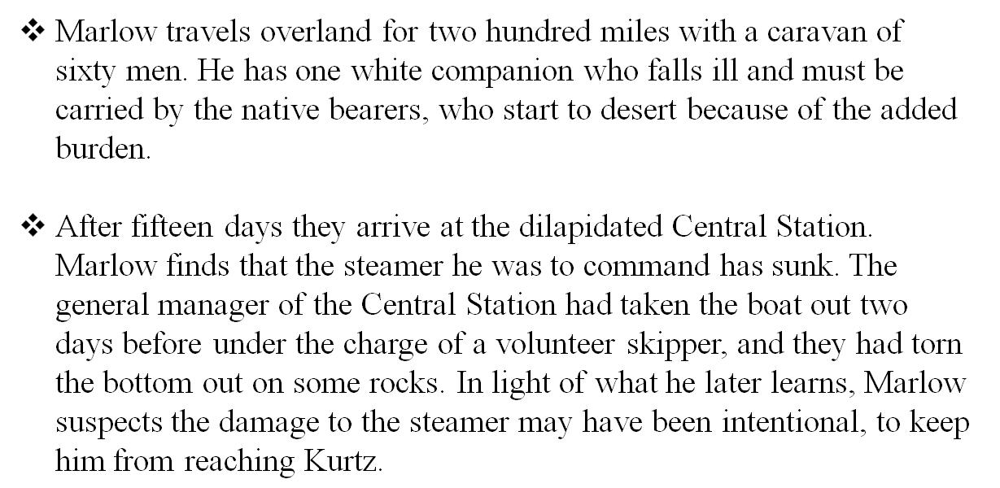 ❖ Marlow travels overland for two hundred miles with a caravan of
sixty men. He has one white companion who falls ill and must be
carried by the native bearers, who start to desert because of the added
burden.
❖ After fifteen days they arrive at the dilapidated Central Station.
Marlow finds that the steamer he was to command has sunk. The
general manager of the Central Station had taken the boat out two
days before under the charge of a volunteer skipper, and they had torn
the bottom out on some rocks. In light of what he later learns, Marlow
suspects the damage to the steamer may have been intentional, to keep
him from reaching Kurtz.